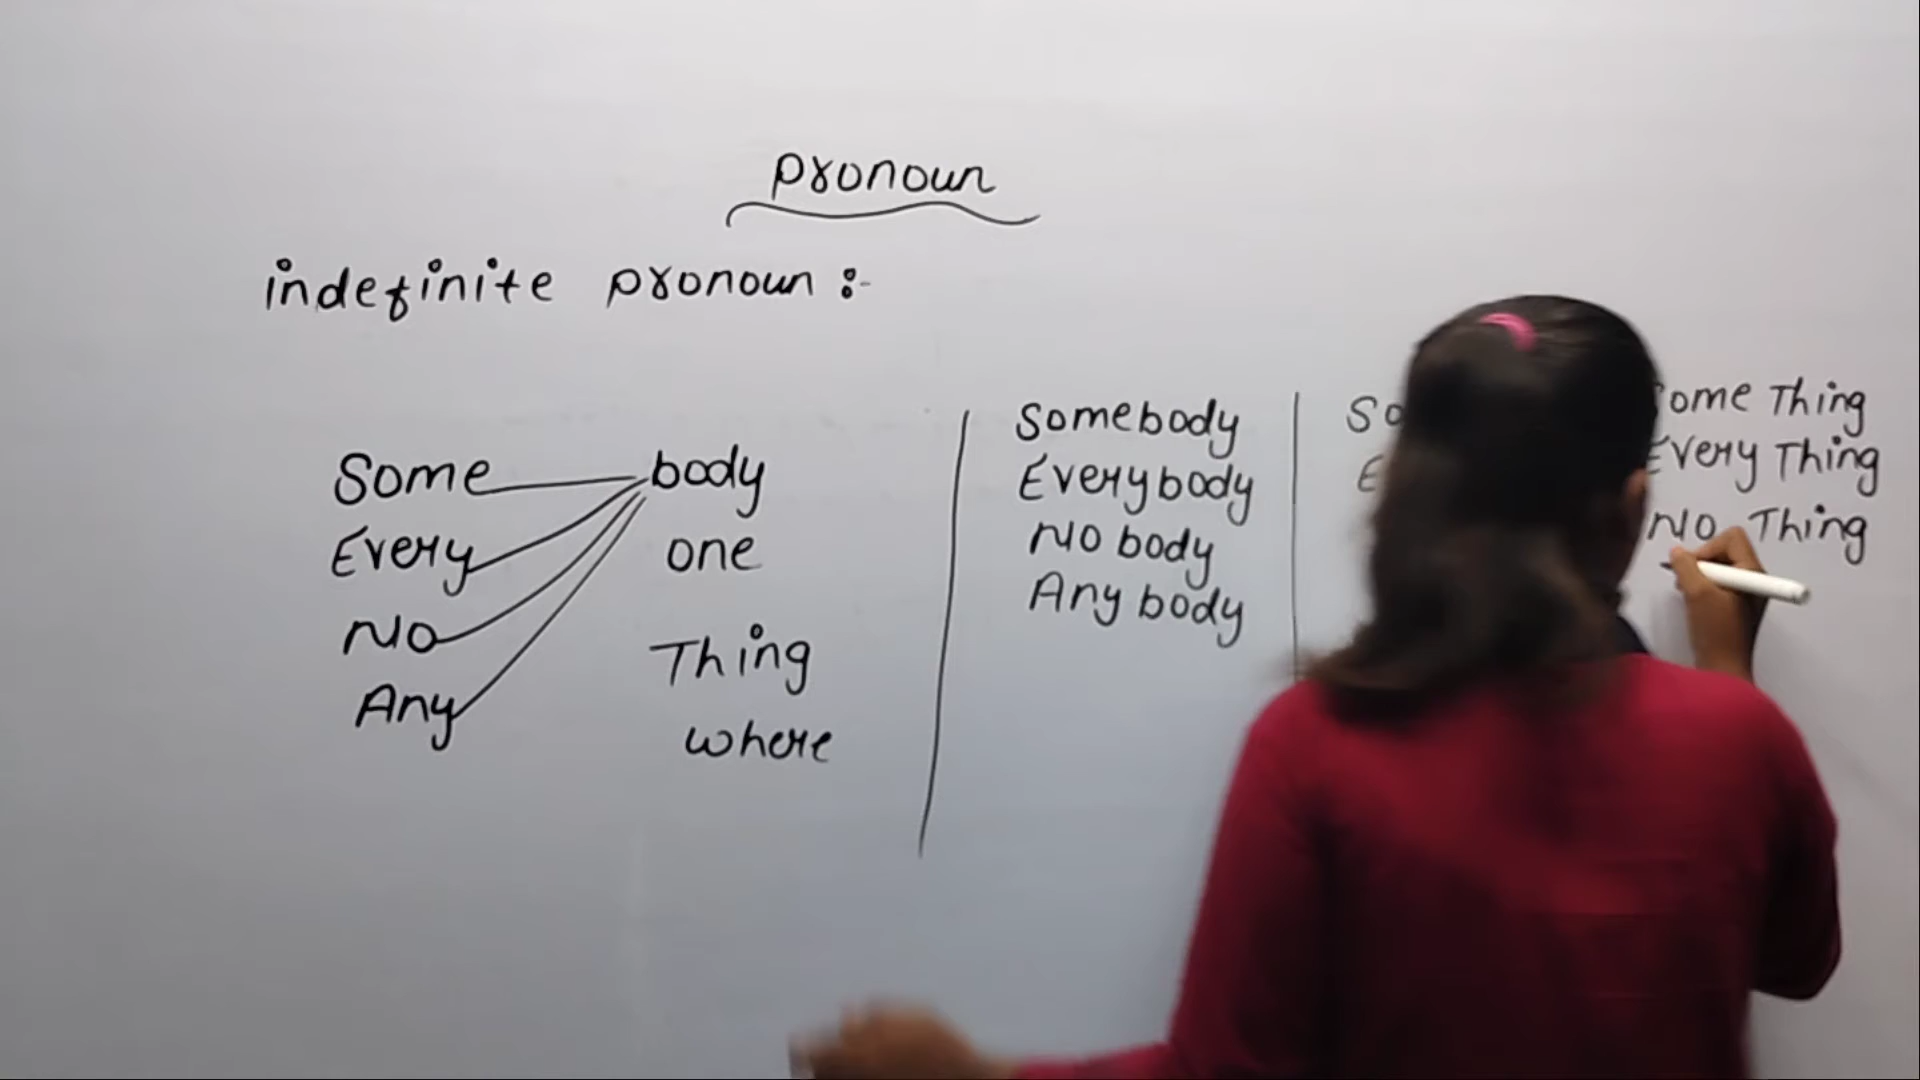 pronoun
indefinite pronoun :-
Some body
Every one
No Thing
Any where
Somebody
Everybody
No body
Any body
Some Thing
Every Thing
No Thing